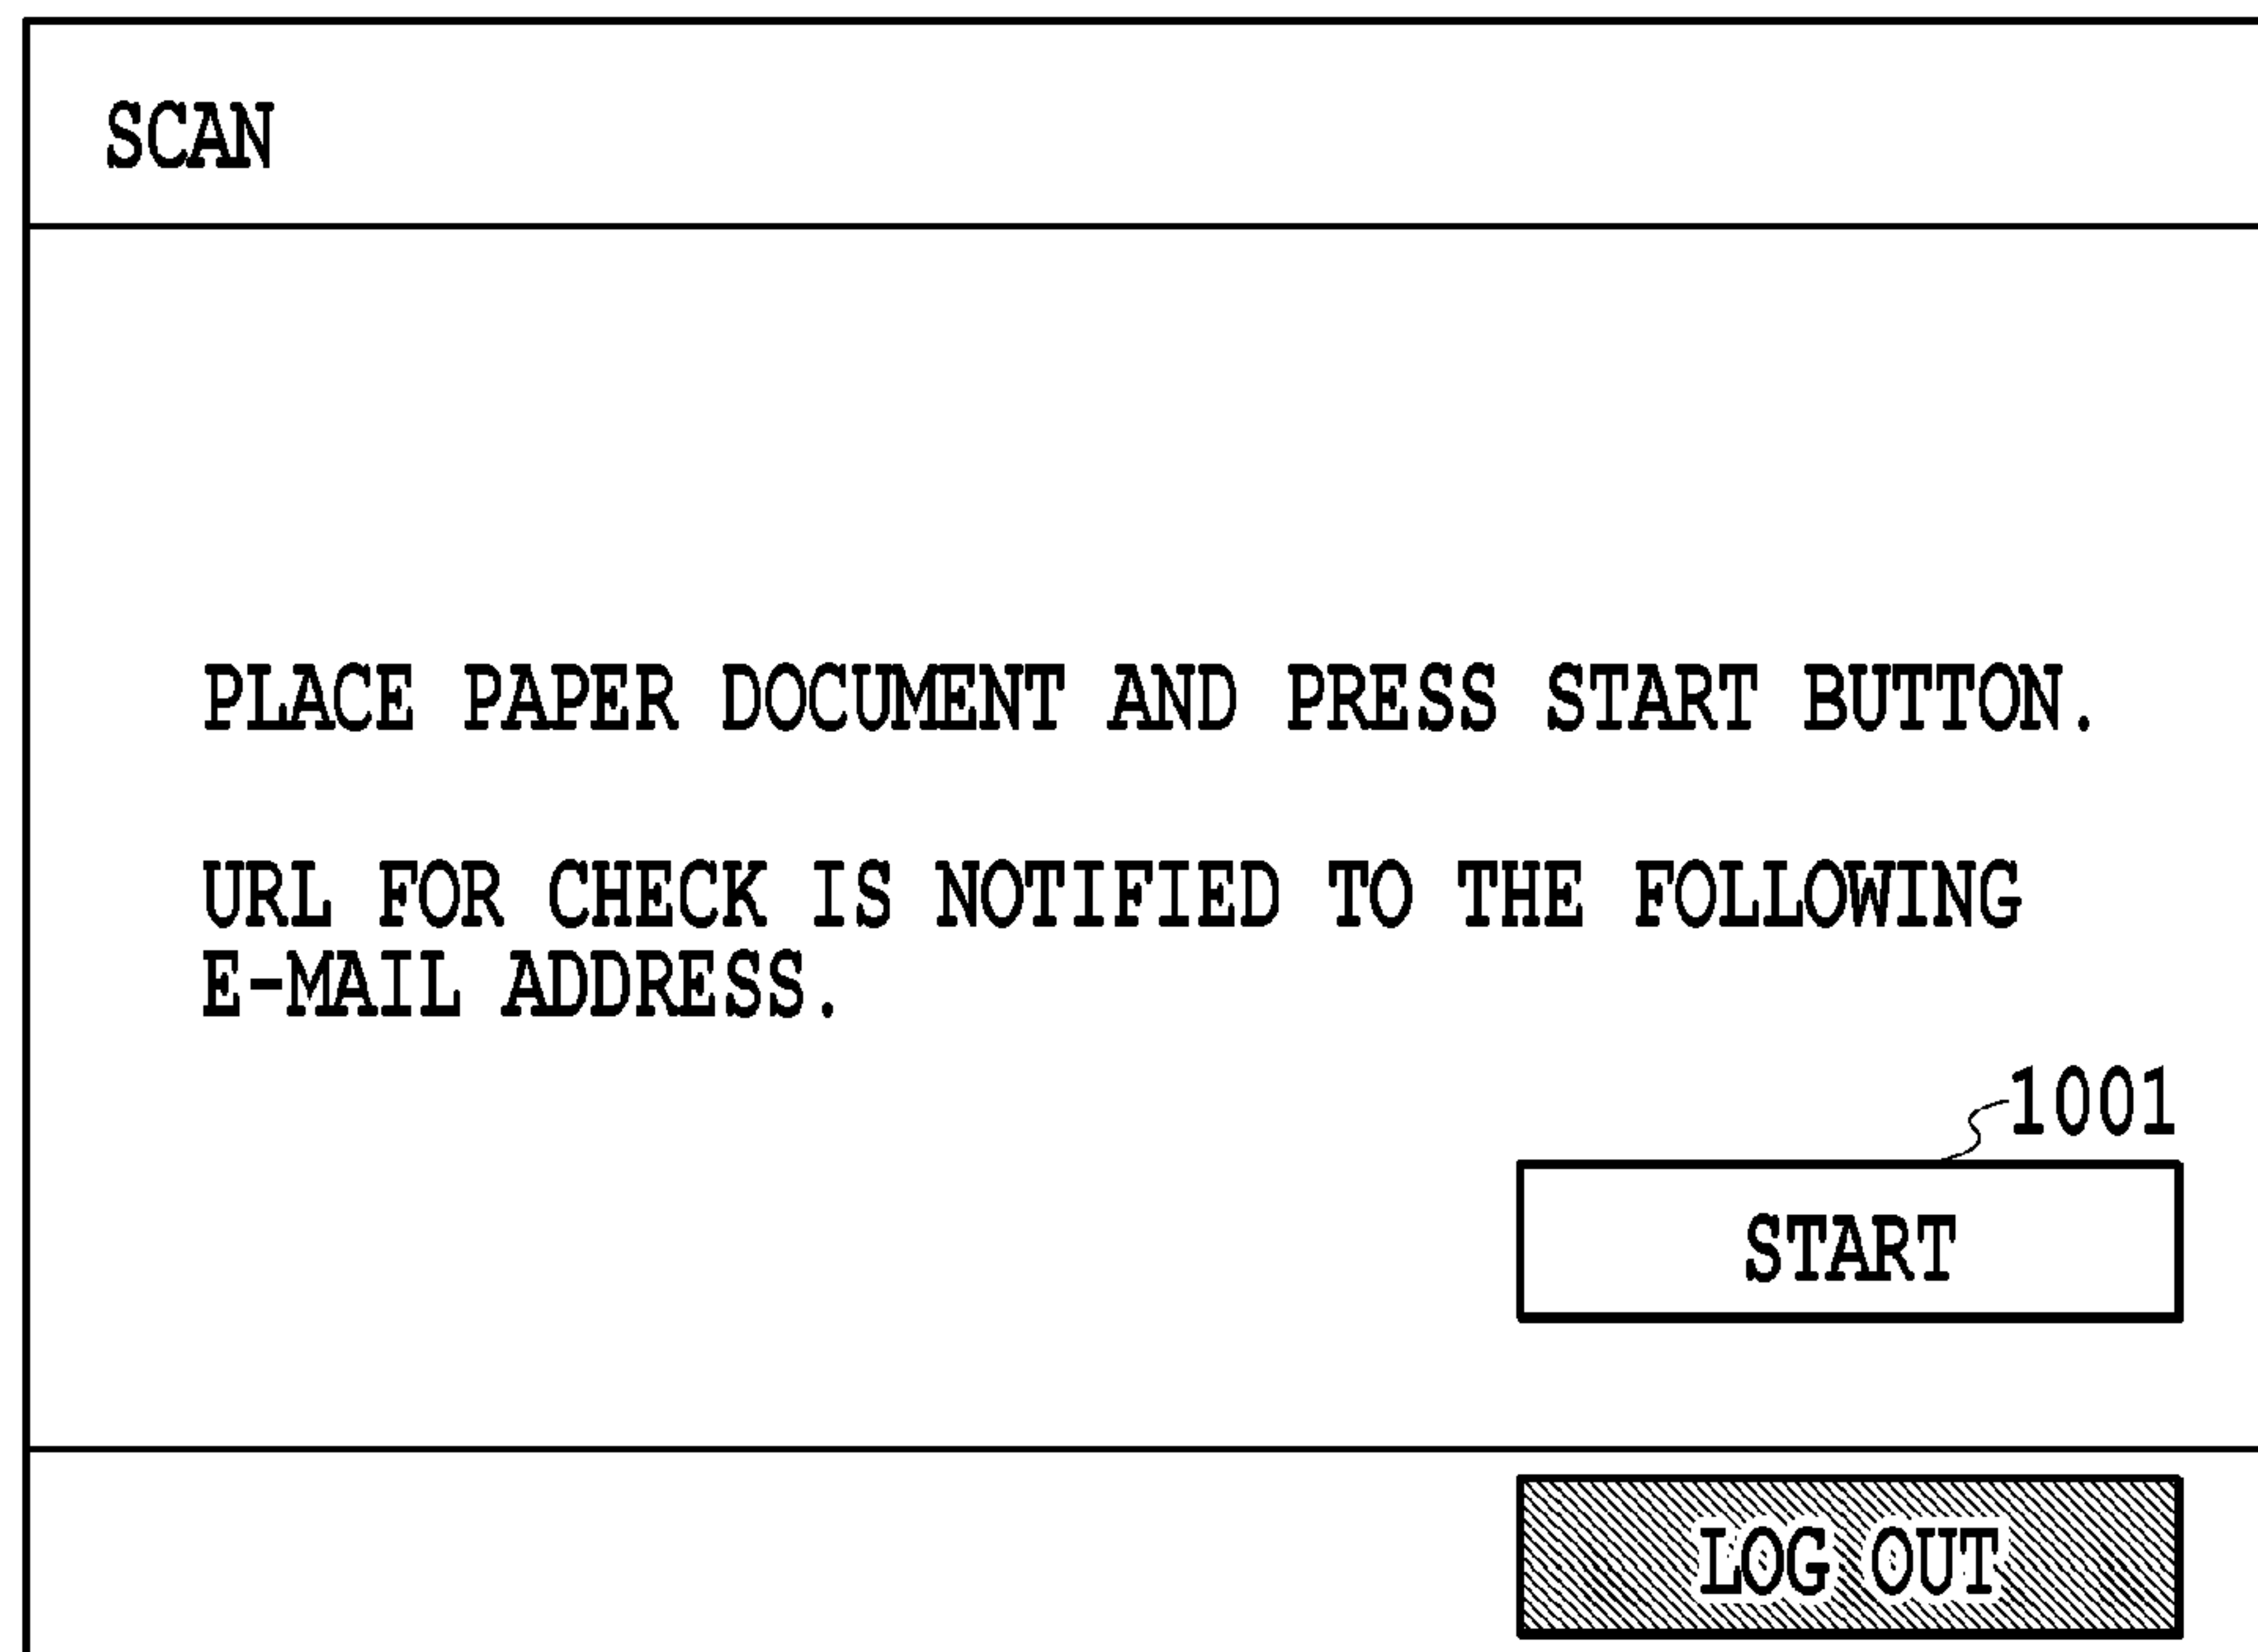 SCAN
PLACE PAPER DOCUMENT AND PRESS START BUTTON.
URL FOR CHECK IS NOTIFIED TO THE FOLLOWING
E-MAIL ADDRESS.
1001
START
LOG OUT